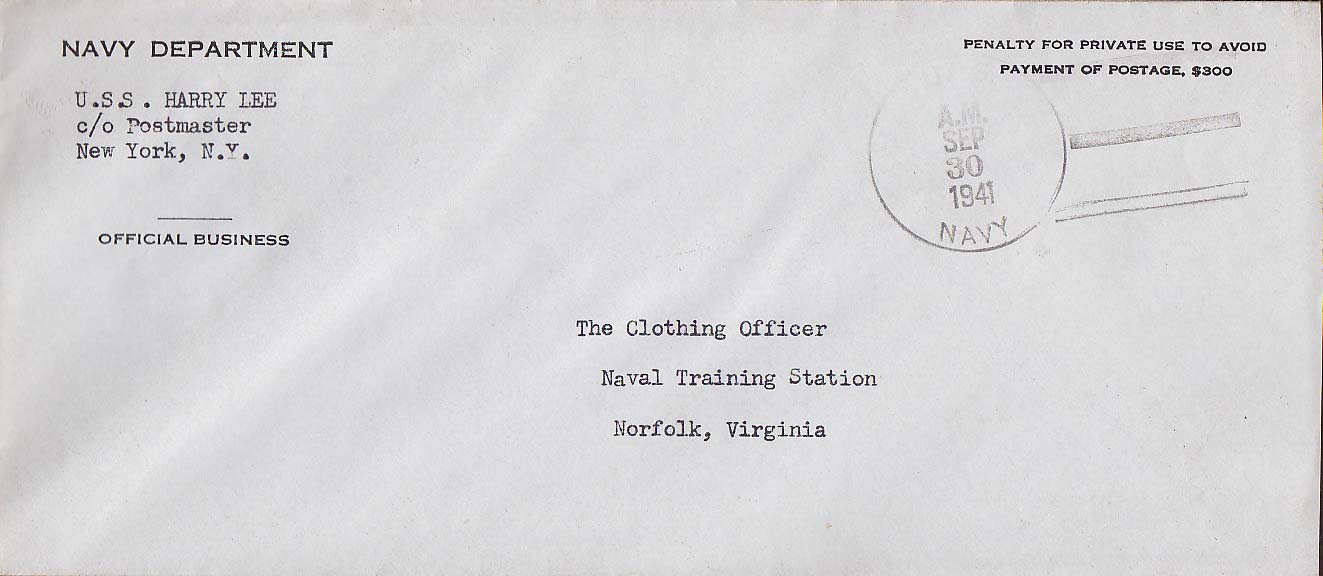 NAVY DEPARTMENT
U.S.S. HARRY LEE
c/o Postmaster
New York, N.Y.
OFFICIAL BUSINESS
PENALTY FOR PRIVATE USE TO AVOID
PAYMENT OF POSTAGE, $300
A.M.
SEP
30
1941
NAVY
The Clothing Officer
Naval Training Station
Norfolk, Virginia